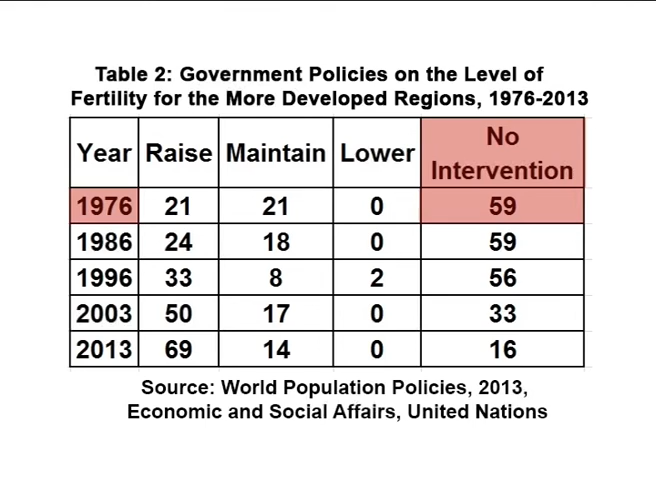 Table 2: Government Policies on the Level of
Fertility for the More Developed Regions, 1976-2013
Year Raise Maintain Lower No Intervention
1976 21 21 0 59
1986 24 18 0 59
1996 33 8 2 56
2003 50 17 0 33
2013 69 14 0 16
Source: World Population Policies, 2013,
Economic and Social Affairs, United Nations